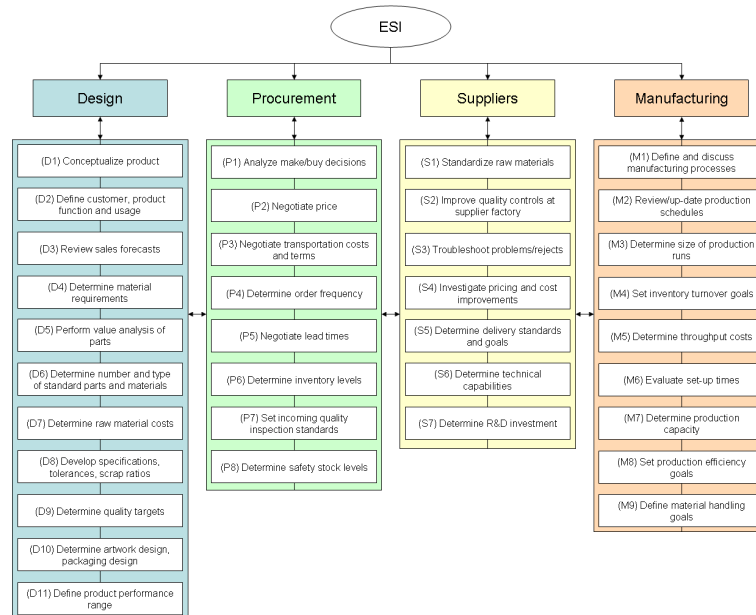 ESI
Design
Procurement
Suppliers
Manufacturing
(D1) Conceptualize product
(D2) Define customer, product
function and usage
(D3) Review sales forecasts
(D4) Determine material
requirements
(D5) Perform value analysis of
parts
(D6) Determine number and type
of standard parts and materials
(D7) Determine raw material costs
(D8) Develop specifications,
tolerances, scrap ratios
(D9) Determine quality targets
(D10) Determine artwork design,
packaging design
(D11) Define product performance
range
(P1) Analyze make/buy decisions
(P2) Negotiate price
(P3) Negotiate transportation costs
and terms
(P4) Determine order frequency
(P5) Negotiate lead times
(P6) Determine inventory levels
(P7) Set incoming quality
inspection standards
(P8) Determine safety stock levels
(S1) Standardize raw materials
(S2) Improve quality controls at
supplier factory
(S3) Troubleshoot problems/rejects
(S4) Investigate pricing and cost
improvements
(S5) Determine delivery standards
and goals
(S6) Determine technical
capabilities
(S7) Determine R&D investment
(M1) Define and discuss
manufacturing processes
(M2) Review/up-date production
schedules
(M3) Determine size of production
runs
(M4) Set inventory turnover goals
(M5) Determine throughput costs
(M6) Evaluate set-up times
(M7) Determine production
capacity
(M8) Set production efficiency
goals
(M9) Define material handling
goals